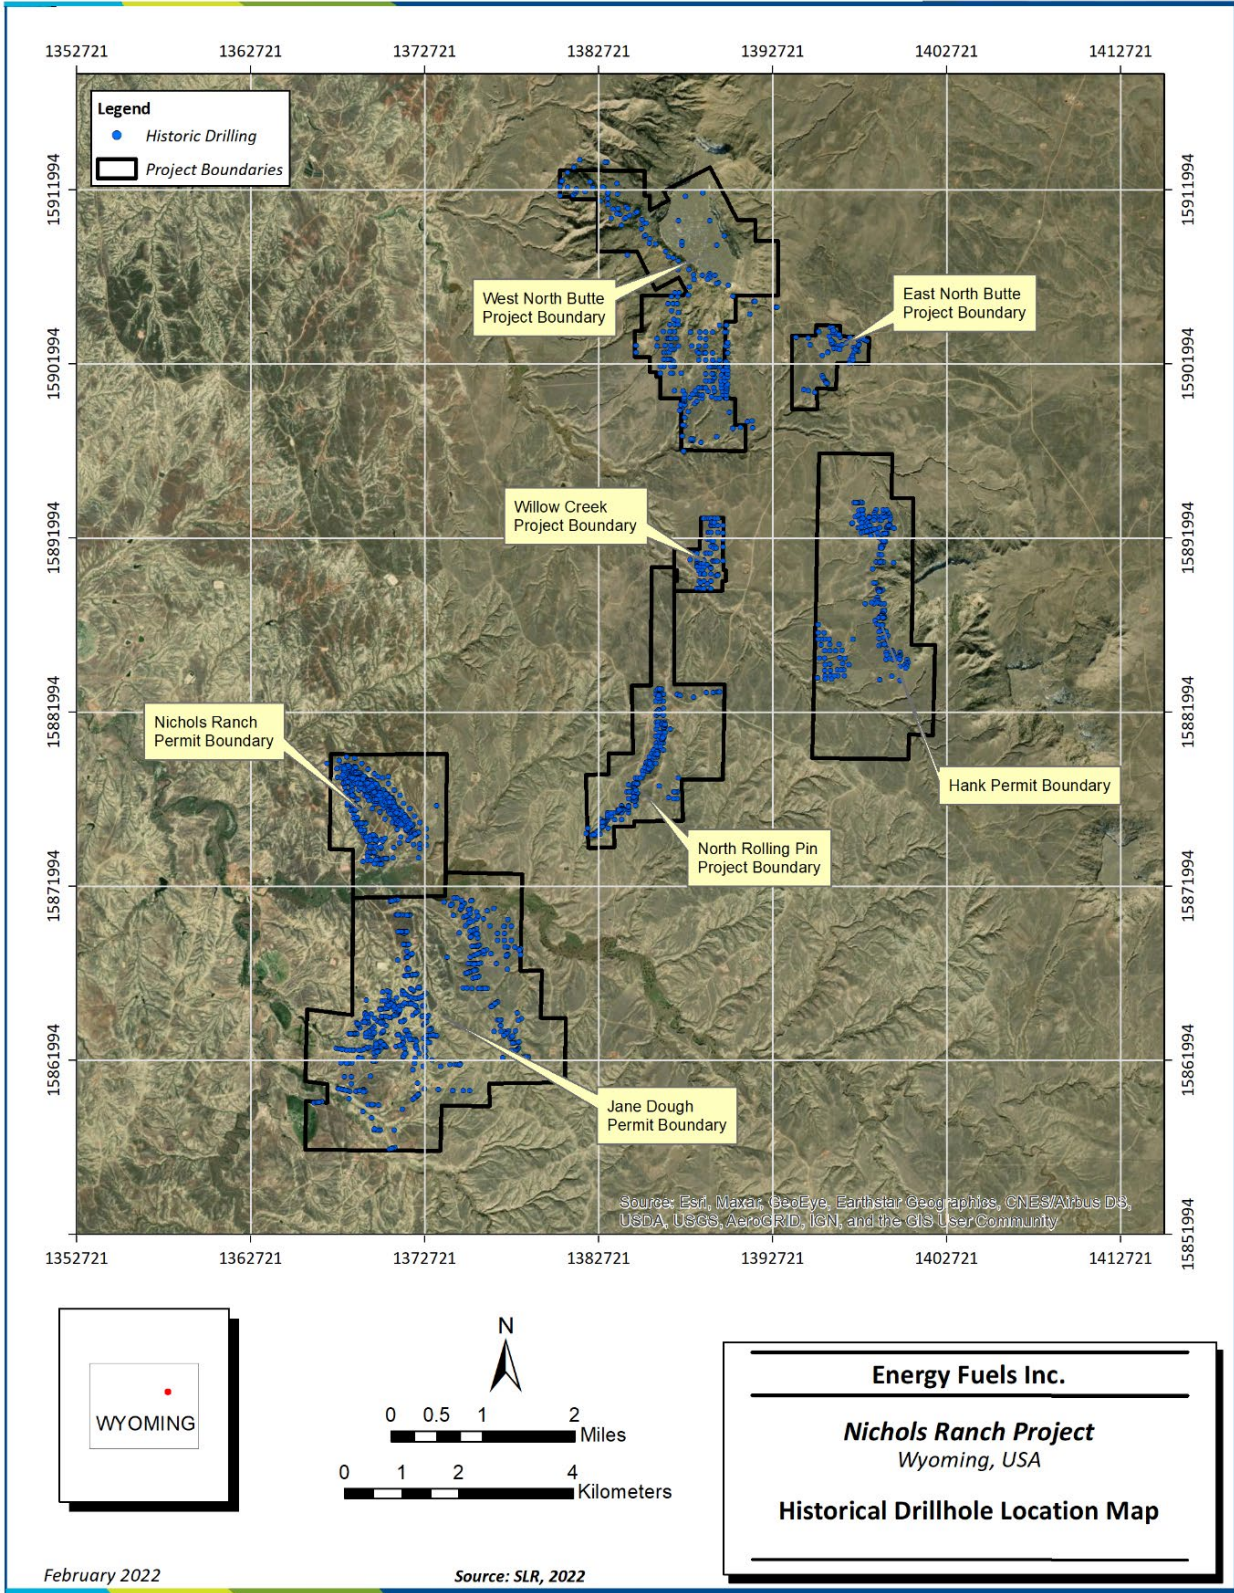 1352721 1362721 1372721 1382721 1392721 1402721 1412721
Legend
Historic Drilling
Project Boundaries
15911994
15911994
West North Butte
Project Boundary
East North Butte
Project Boundary
15901994
15901994
Willow Creek
Project Boundary
15891994
15891994
Nichols Ranch
Permit Boundary
15881994
15881994
Hank Permit Boundary
North Rolling Pin
Project Boundary
15871994
15871994
15861994
15861994
Jane Dough
Permit Boundary
Source: Esri, Maxar, GeoEye, Earthstar Geographics, CNES/Airbus DS,
USDA, USGS, AeroGRID, IGN, and the GIS User Community
15851994
15851994
1352721 1362721 1372721 1382721 1392721 1402721 1412721
WYOMING
N
0 0.5 1 2
Miles
0 1 2 4
Kilometers
Energy Fuels Inc.
Nichols Ranch Project
Wyoming, USA
Historical Drillhole Location Map
February 2022
Source: SLR, 2022